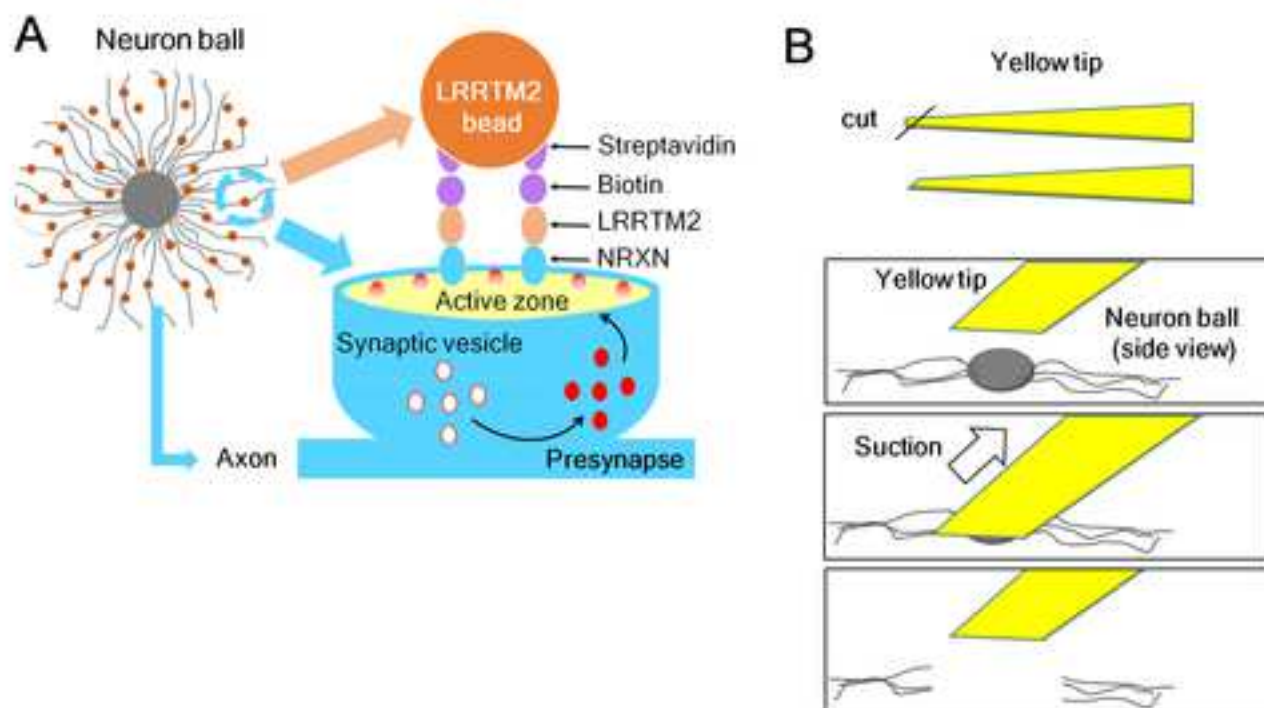 A
Neuron ball
LRRTM2
bead
Streptavidin
Biotin
LRRTM2
NRXN
Active zone
Synaptic vesicle
Axon
Presynapse
B
Yellow tip
cut
Yellow tip
Neuron ball
(side view)
Suction